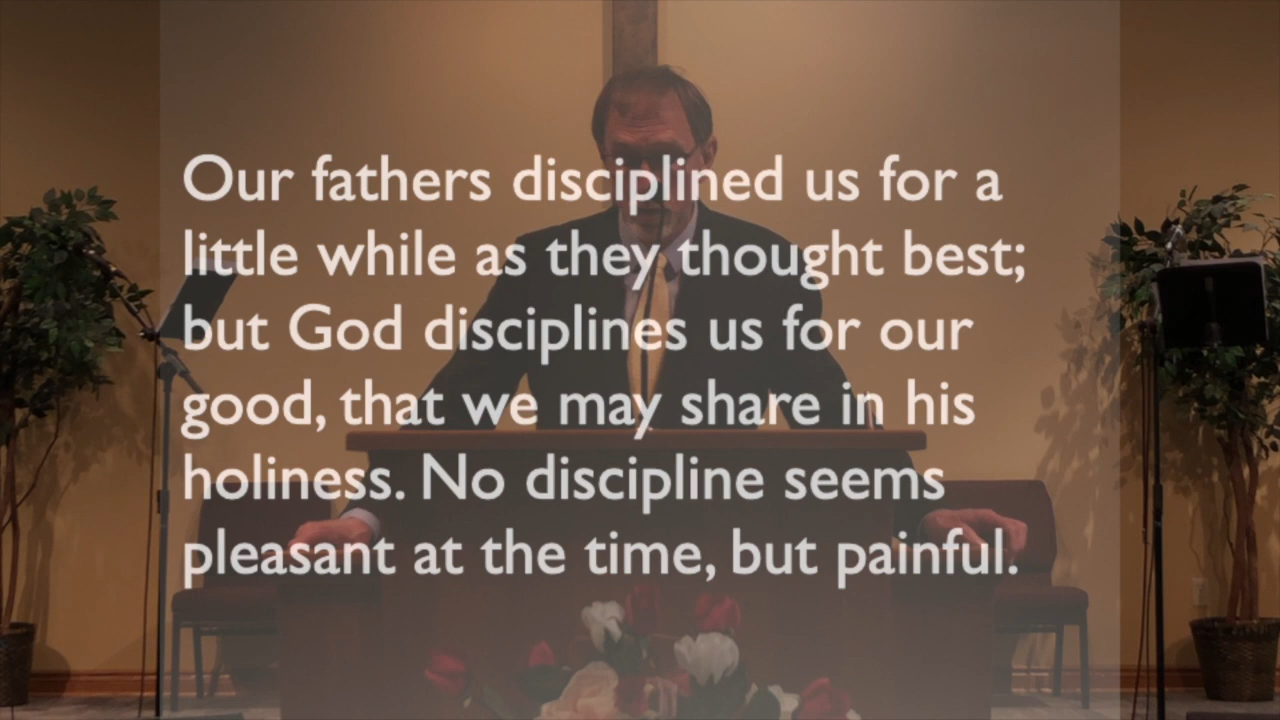 Our fathers disciplined us for a
little while as they thought best;
but God disciplines us for our
good, that we may share in his
holiness. No discipline seems
pleasant at the time, but painful.